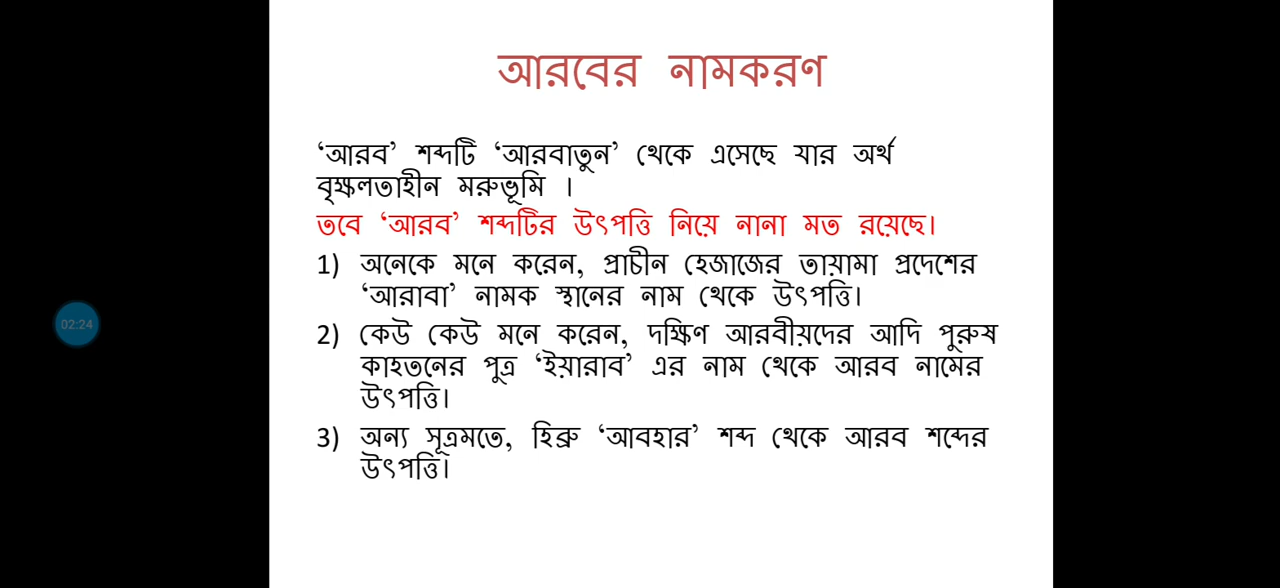 আরবের নামকরণ
‘আরব’ শব্দটি ‘আরবাতুন’ থেকে এসেছে যার অর্থ
বৃক্ষলতাহীন মরুভূমি ।
তবে ‘আরব’ শব্দটির উৎপত্তি নিয়ে নানা মত রয়েছে।
1) অনেকে মনে করেন, প্রাচীন হেজাজের তায়ামা প্রদেশের
‘আরাবা’ নামক স্থানের নাম থেকে উৎপত্তি।
2) কেউ কেউ মনে করেন, দক্ষিণ আরবীয়দের আদি পুরুষ
কাহতনের পুত্র ‘ইয়ারাব’ এর নাম থেকে আরব নামের
উৎপত্তি।
3) অন্য সূত্রমতে, হিব্রু ‘আবহার’ শব্দ থেকে আরব শব্দের
উৎপত্তি।
02:24